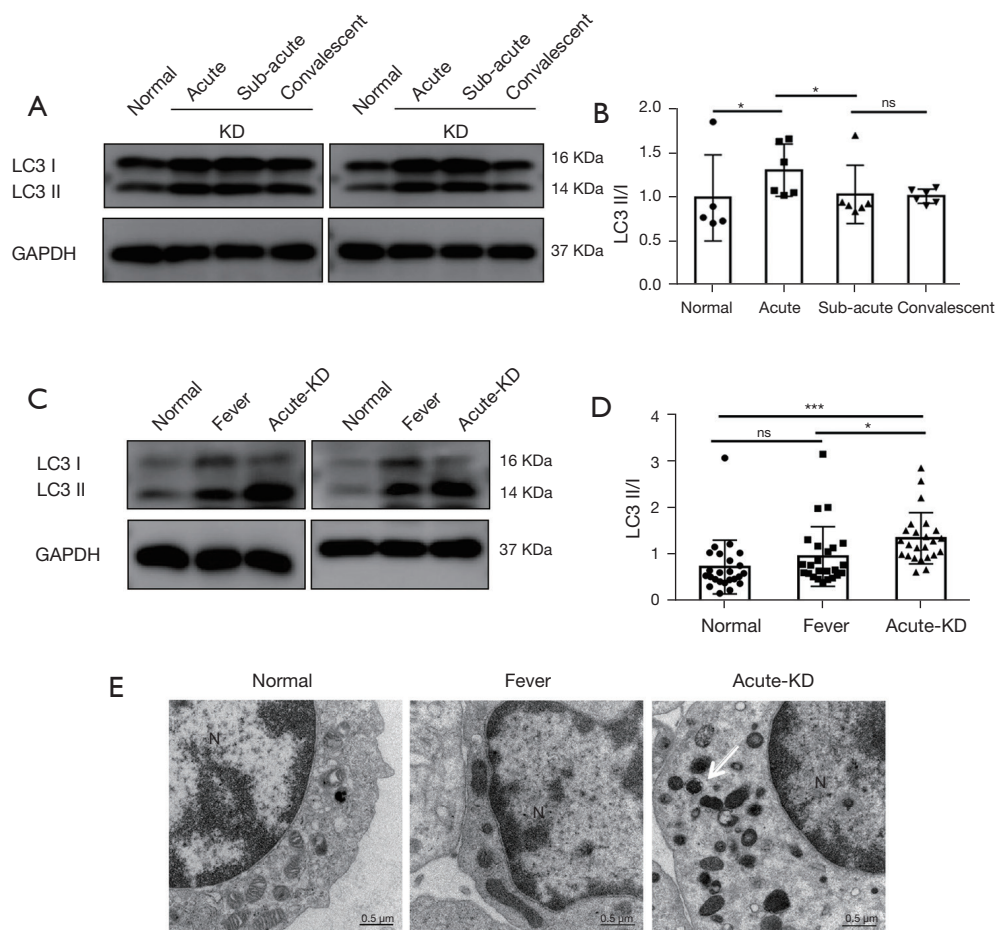 A
Normal
Acute
Sub-acute
Convalescent
Normal
Acute
Sub-acute
Convalescent
KD
KD
LC3 I
LC3 II
GAPDH
16 KDa
14 KDa
37 KDa
B
LC3 II/I
2.0
1.5
1.0
0.5
0.0
*
*
ns
Normal
Acute
Sub-acute
Convalescent
C
Normal
Fever
Acute-KD
Normal
Fever
Acute-KD
LC3 I
LC3 II
GAPDH
16 KDa
14 KDa
37 KDa
D
LC3 II/I
4
3
2
1
0
***
ns
*
Normal
Fever
Acute-KD
E
Normal
Fever
Acute-KD
N
N
N
0.5 μm
0.5 μm
0.5 μm